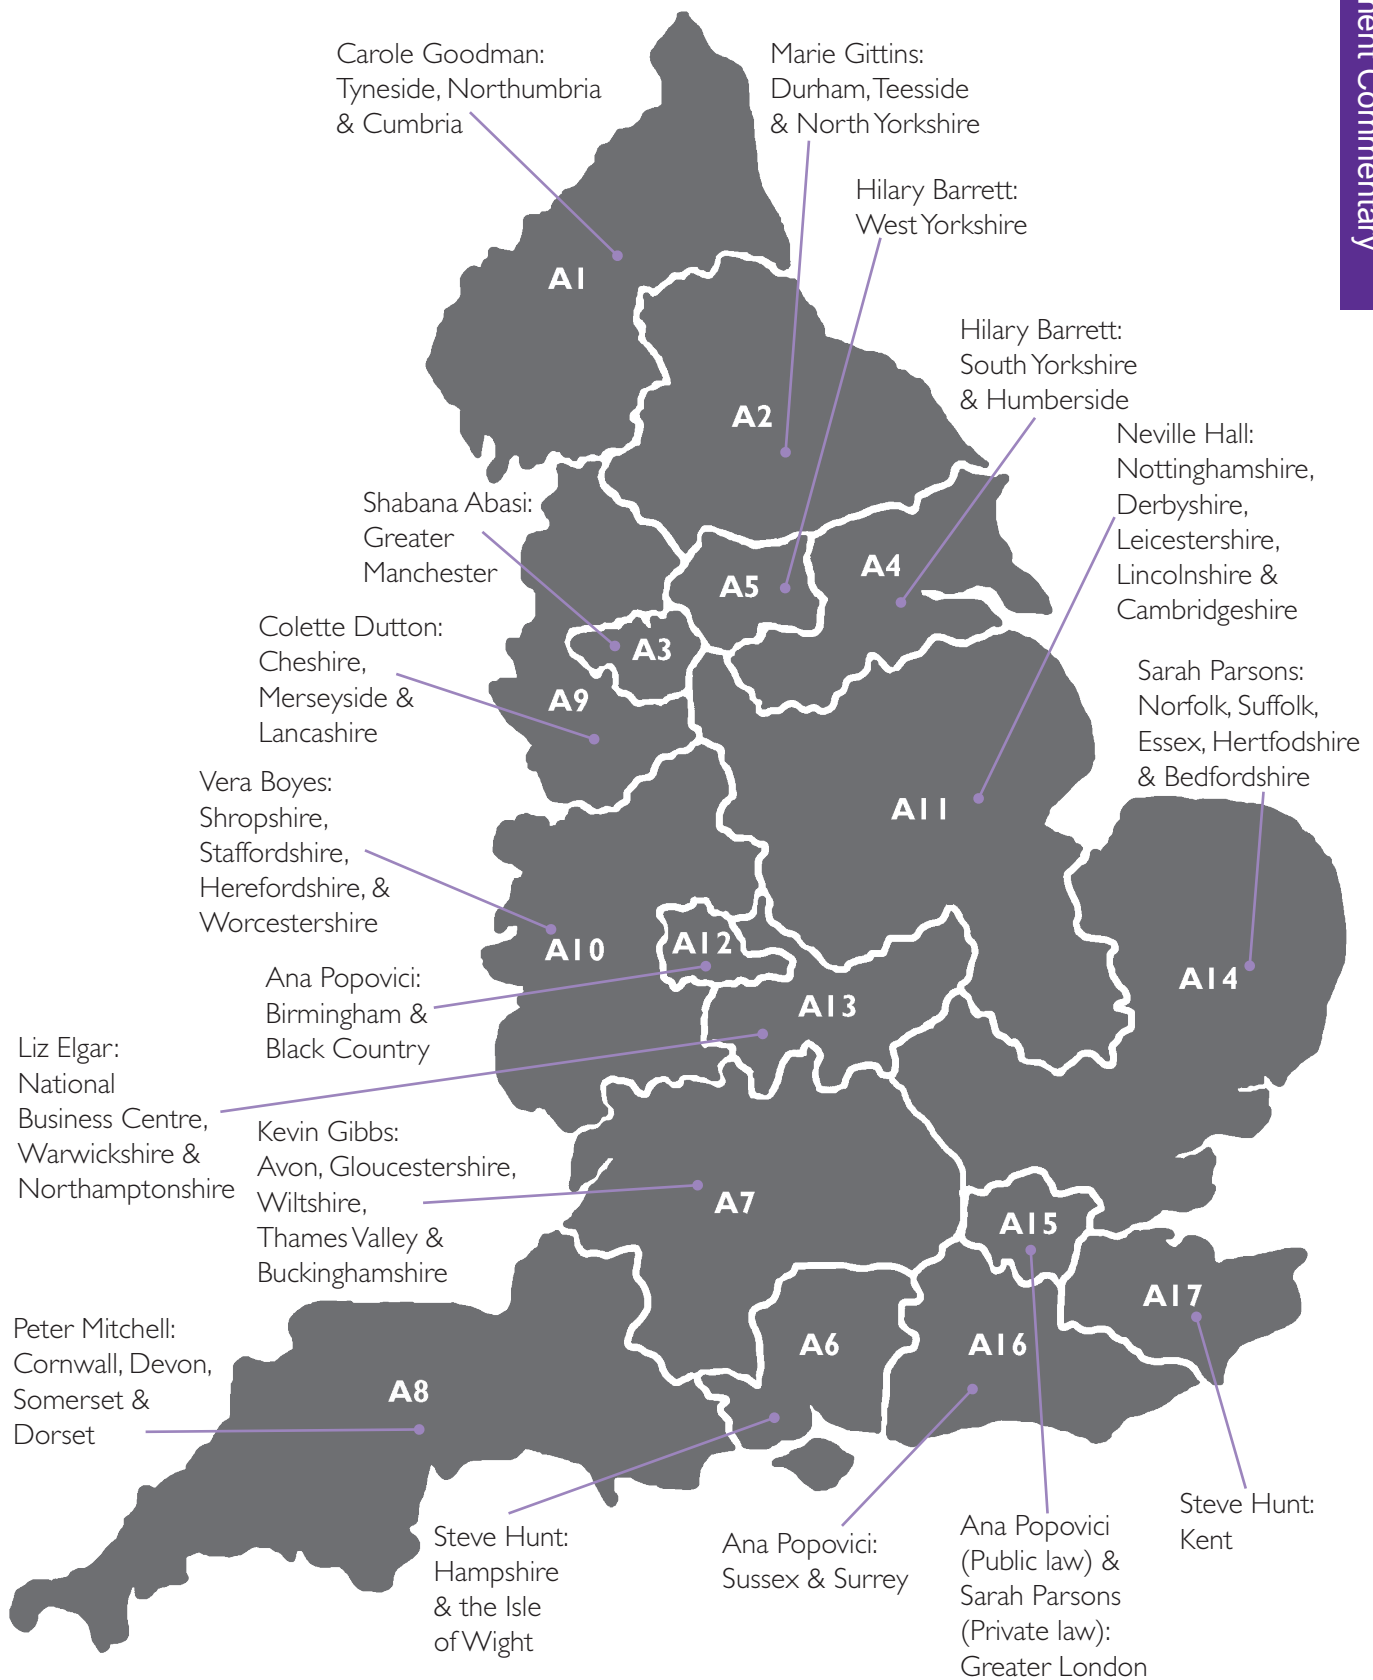 Carole Goodman:
Tyneside, Northumbria
& Cumbria
Marie Gittins:
Durham, Teesside
& North Yorkshire
Hilary Barrett:
West Yorkshire
Hilary Barrett:
South Yorkshire
& Humberside
Neville Hall:
Nottinghamshire,
Derbyshire,
Leicestershire,
Lincolnshire &
Cambridgeshire
Shabana Abasi:
Greater
Manchester
Colette Dutton:
Cheshire,
Merseyside &
Lancashire
Sarah Parsons:
Norfolk, Suffolk,
Essex, Hertfodshire
& Bedfordshire
Vera Boyes:
Shropshire,
Staffordshire,
Herefordshire, &
Worcestershire
Ana Popovici:
Birmingham &
Black Country
Liz Elgar:
National
Business Centre,
Warwickshire &
Northamptonshire
Kevin Gibbs:
Avon, Gloucestershire,
Wiltshire,
Thames Valley &
Buckinghamshire
Peter Mitchell:
Cornwall, Devon,
Somerset &
Dorset
Steve Hunt:
Hampshire
& the Isle
of Wight
Ana Popovici:
Sussex & Surrey
Ana Popovici
(Public law) &
Sarah Parsons
(Private law):
Greater London
Steve Hunt:
Kent
A1
A2
A5
A4
A3
A9
A11
A10
A12
A13
A14
A7
A15
A17
A6
A16
A8
Commentary